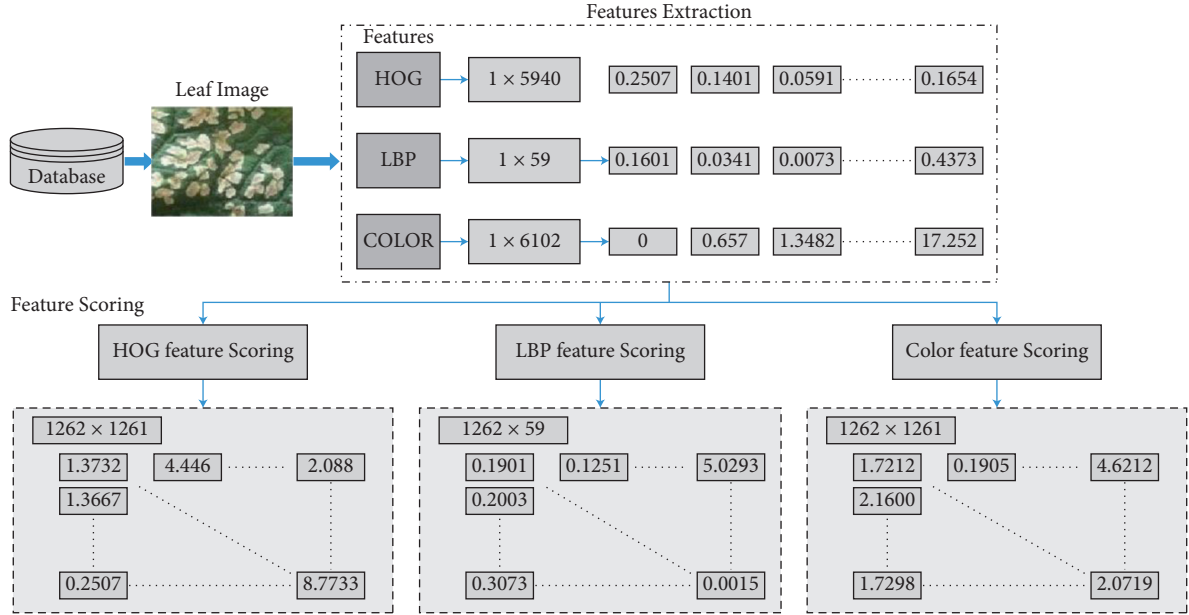 Features Extraction
Features
HOG
1 × 5940
0.2507
0.1401
0.0591
0.1654
Leaf Image
Database
LBP
1 × 59
0.1601
0.0341
0.0073
0.4373
COLOR
1 × 6102
0
0.657
1.3482
17.252
Feature Scoring
HOG feature Scoring
LBP feature Scoring
Color feature Scoring
1262 × 1261
1.3732
4.446
2.088
1.3667
0.2507
8.7733
1262 × 59
0.1901
0.1251
5.0293
0.2003
0.3073
0.0015
1262 × 1261
1.7212
0.1905
4.6212
2.1600
1.7298
2.0719